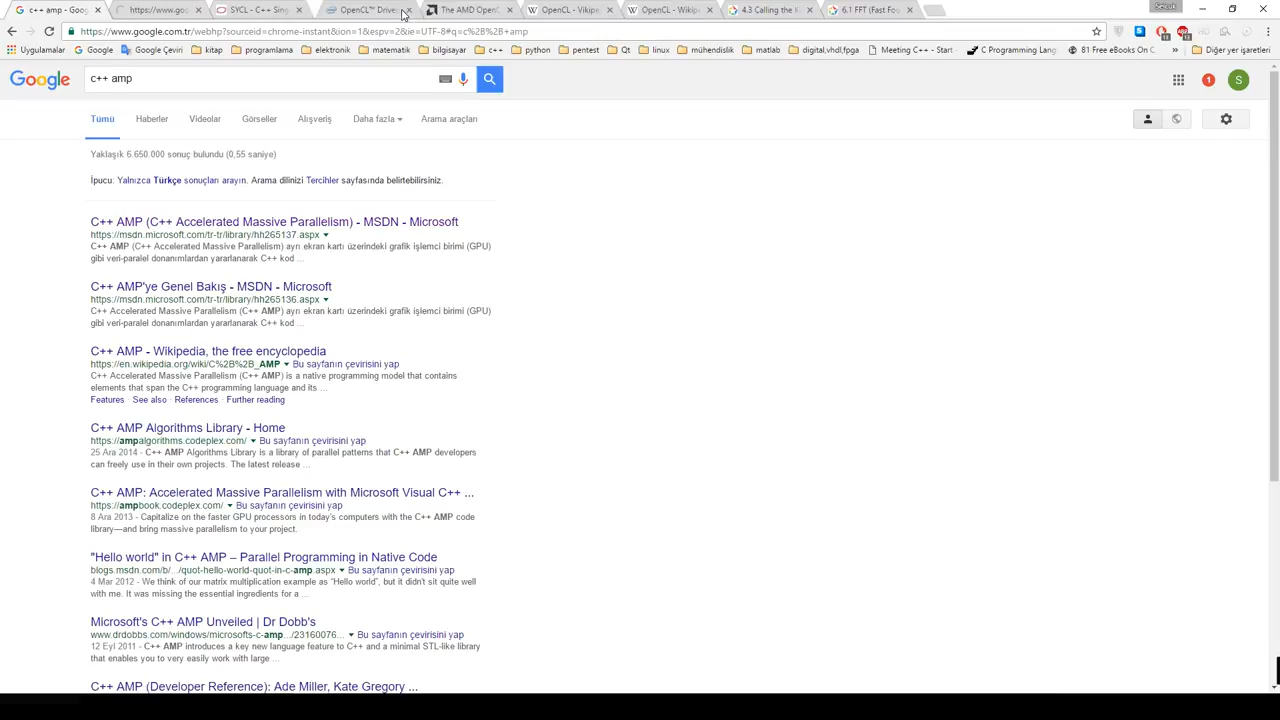 c++ amp - Goog
https://www.goo
SYCL - C++ Sing
OpenCL™ Drive
The AMD OpenC
OpenCL - Vikipe
OpenCL - Wikip
4.3 Calling the K
6.1 FFT (Fast Fou
Selcuk
https://www.google.com.tr/webhp?sourceid=chrome-instant&ion=1&espv=2&ie=UTF-8#q=c%2B%2B+amp
Uygulamalar
Google
Google Çeviri
kitap
programlama
elektronik
matematik
bilgisayar
c++
python
pentest
Qt
linux
mühendislik
matlab
digital,vhdl,fpga
Meeting C++ - Start
C Programming Lang
81 Free eBooks On C
Diğer yer işaretleri
Google
c++ amp
1
S
Tümü
Haberler
Videolar
Görseller
Alışveriş
Daha fazla
Arama araçları
Yaklaşık 6.650.000 sonuç bulundu (0,55 saniye)
İpucu: Yalnızca Türkçe sonuçları arayın. Arama dilinizi Tercihler sayfasında belirtebilirsiniz.
C++ AMP (C++ Accelerated Massive Parallelism) - MSDN - Microsoft
https://msdn.microsoft.com/tr-tr/library/hh265137.aspx
C++ AMP (C++ Accelerated Massive Parallelism) ayrı ekran kartı üzerindeki grafik işlemci birimi (GPU)
gibi veri-paralel donanımlardan yararlanarak C++ kod ...
C++ AMP'ye Genel Bakış - MSDN - Microsoft
https://msdn.microsoft.com/tr-tr/library/hh265136.aspx
C++ Accelerated Massive Parallelism (C++ AMP) ayrı ekran kartı üzerindeki grafik işlemci birimi (GPU)
gibi veri-paralel donanımlardan yararlanarak C++ kod ...
C++ AMP - Wikipedia, the free encyclopedia
https://en.wikipedia.org/wiki/C%2B%2B_AMP Bu sayfanın çevirisini yap
C++ Accelerated Massive Parallelism (C++ AMP) is a native programming model that contains
elements that span the C++ programming language and its ...
Features · See also · References · Further reading
C++ AMP Algorithms Library - Home
https://ampalgorithms.codeplex.com/ Bu sayfanın çevirisini yap
25 Ara 2014 - C++ AMP Algorithms Library is a library of parallel patterns that C++ AMP developers
can freely use in their own projects. The latest release ...
C++ AMP: Accelerated Massive Parallelism with Microsoft Visual C++ ...
https://ampbook.codeplex.com/ Bu sayfanın çevirisini yap
8 Ara 2013 - Capitalize on the faster GPU processors in today's computers with the C++ AMP code
library—and bring massive parallelism to your project.
"Hello world" in C++ AMP – Parallel Programming in Native Code
blogs.msdn.com/b/.../quot-hello-world-quot-in-c-amp.aspx Bu sayfanın çevirisini yap
4 Mar 2012 - We think of our matrix multiplication example as "Hello world", but it didn't sit quite well
with me. It was missing the essential ingredients for a ...
Microsoft's C++ AMP Unveiled | Dr Dobb's
www.drdobbs.com/windows/microsofts-c-amp.../23160076... Bu sayfanın çevirisini yap
12 Eyl 2011 - C++ AMP introduces a key new language feature to C++ and a minimal STL-like library
that enables you to very easily work with large ...
C++ AMP (Developer Reference): Ade Miller, Kate Gregory ...